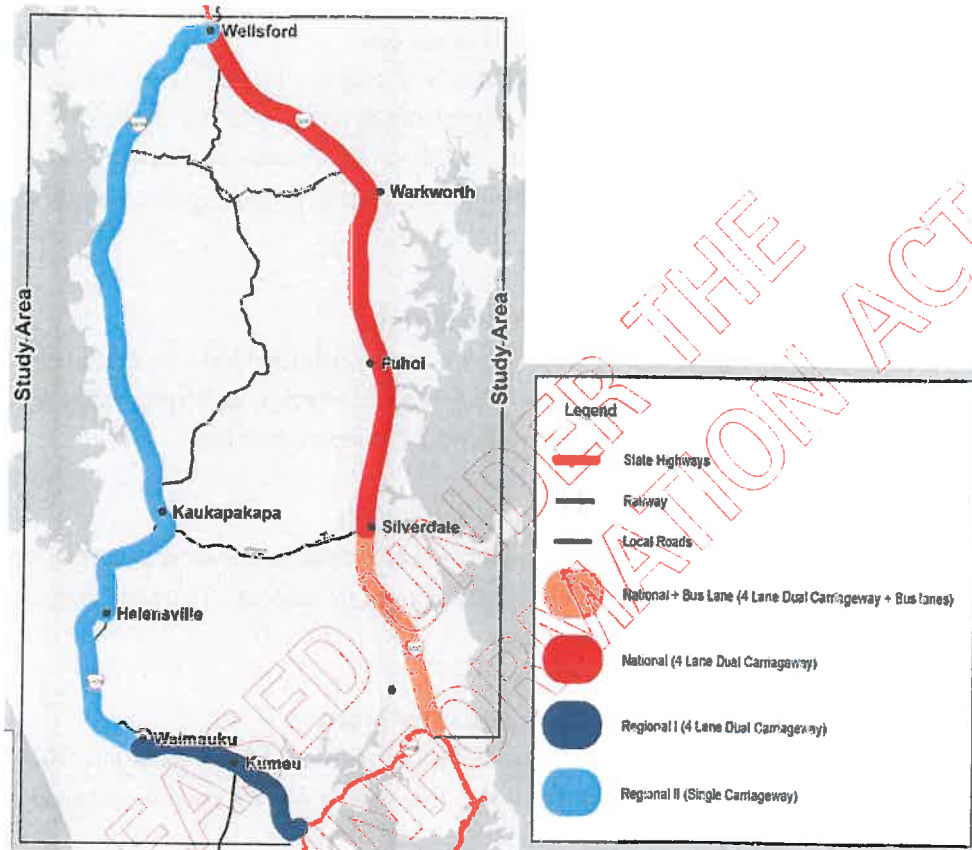 Wellsford
Warkworth
Study Area
Study Area
Puhoi
Kaukapakapa
Silverdale
Helensville
Waimauku
Kumeu
Legend
State Highways
Railway
Local Roads
National + Bus Lane (4 Lane Dual Carriageway + Bus lanes)
National (4 Lane Dual Carriageway)
Regional I (4 Lane Dual Carriageway)
Regional II (Single Carriageway)
EASED UNDER THE
INFORMATION ACT